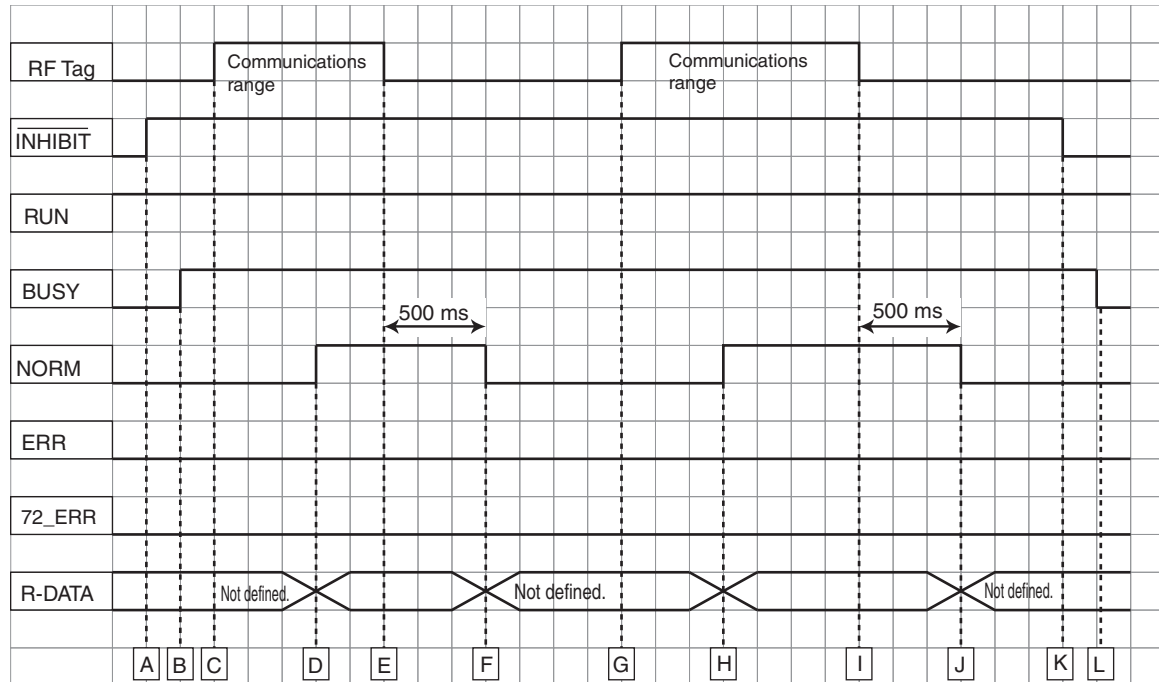 RF Tag
Communications
range
Communications
range
INHIBIT
RUN
BUSY
500 ms
500 ms
NORM
ERR
72_ERR
R-DATA
Not defined.
Not defined.
Not defined.
A B C D E F G H I J K L